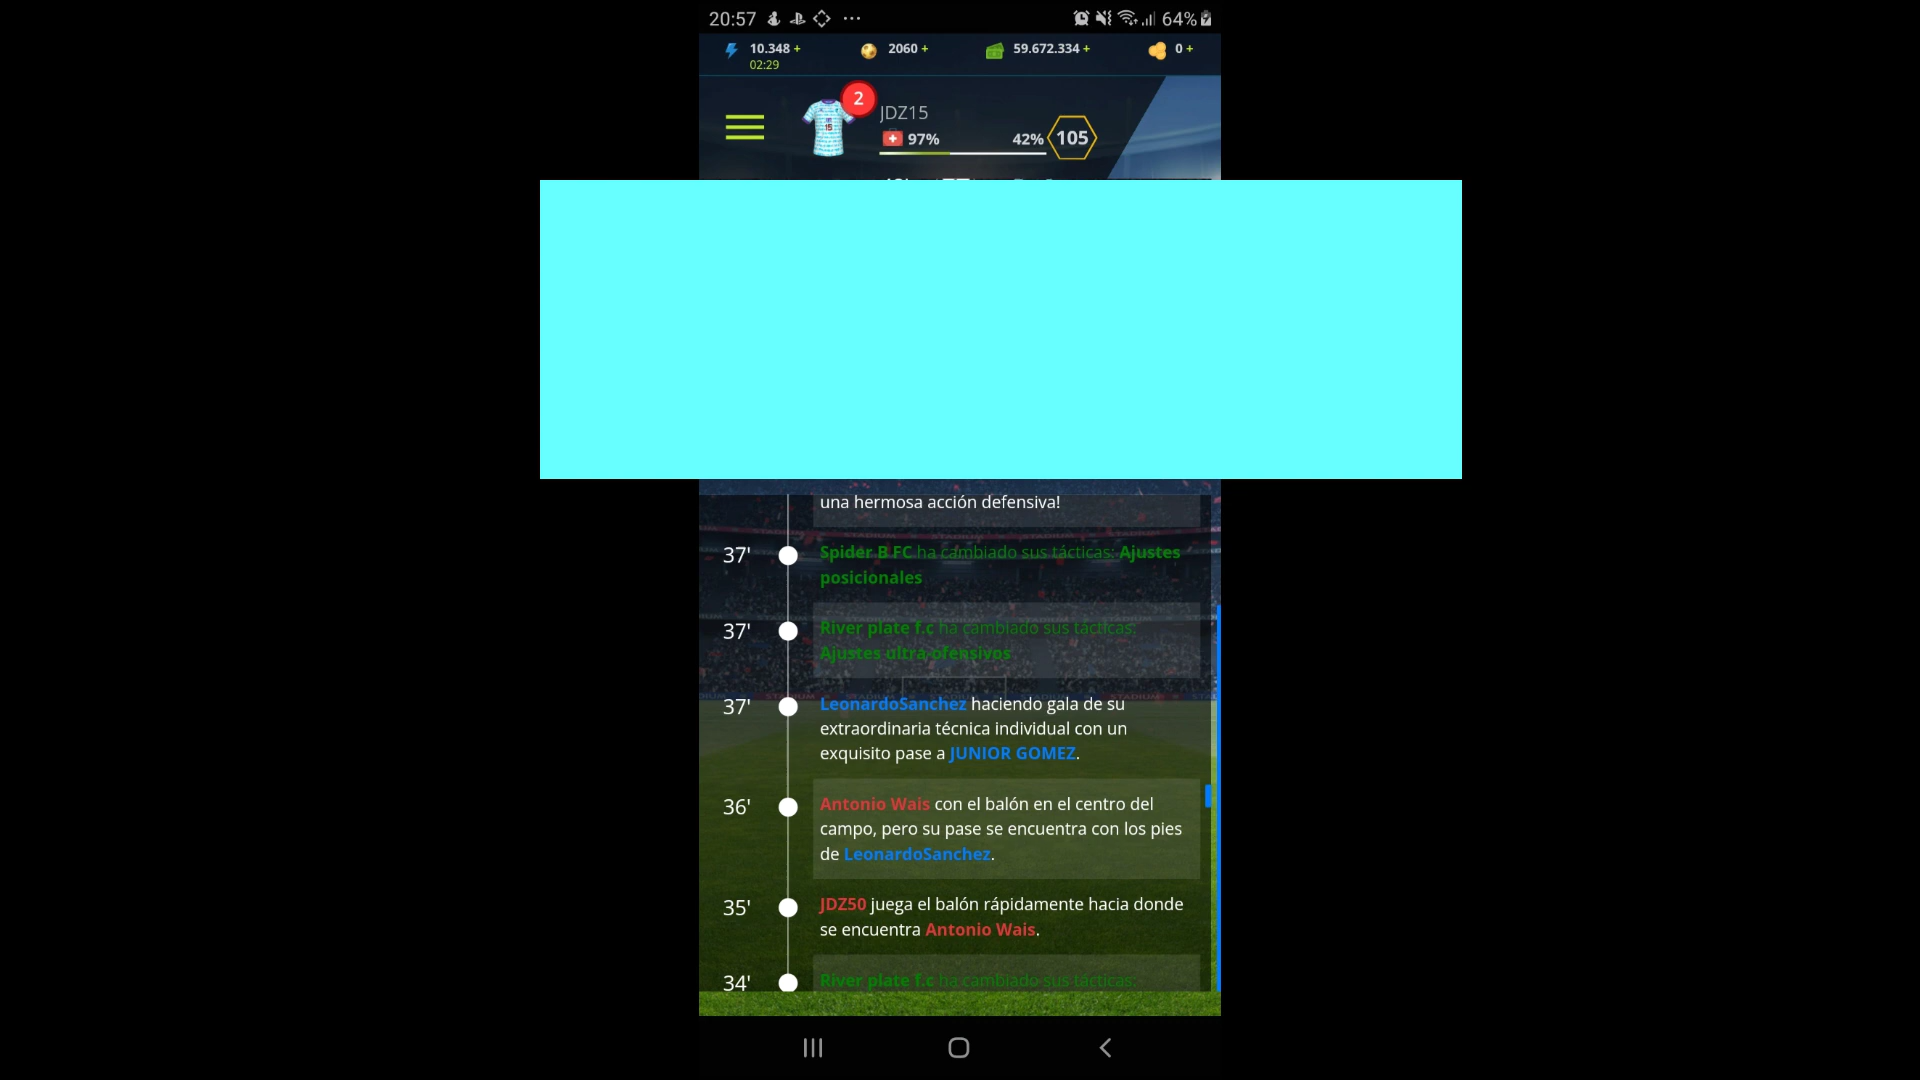 20:57 64%
10.348 + 2060 + 59.672.334 + 0 +
02:29
2
JDZ15
15
97% 42% 105
una hermosa acción defensiva!
37' Spider B FC ha cambiado sus tácticas: Ajustes
posicionales
37' River plate f.c ha cambiado sus tácticas:
Ajustes ultra ofensivos
37' LeonardoSanchez haciendo gala de su
extraordinaria técnica individual con un
exquisito pase a JUNIOR GOMEZ.
36' Antonio Wais con el balón en el centro del
campo, pero su pase se encuentra con los pies
de LeonardoSanchez.
35' JDZ50 juega el balón rápidamente hacia donde
se encuentra Antonio Wais.
34' River plate f.c ha cambiado sus tácticas: